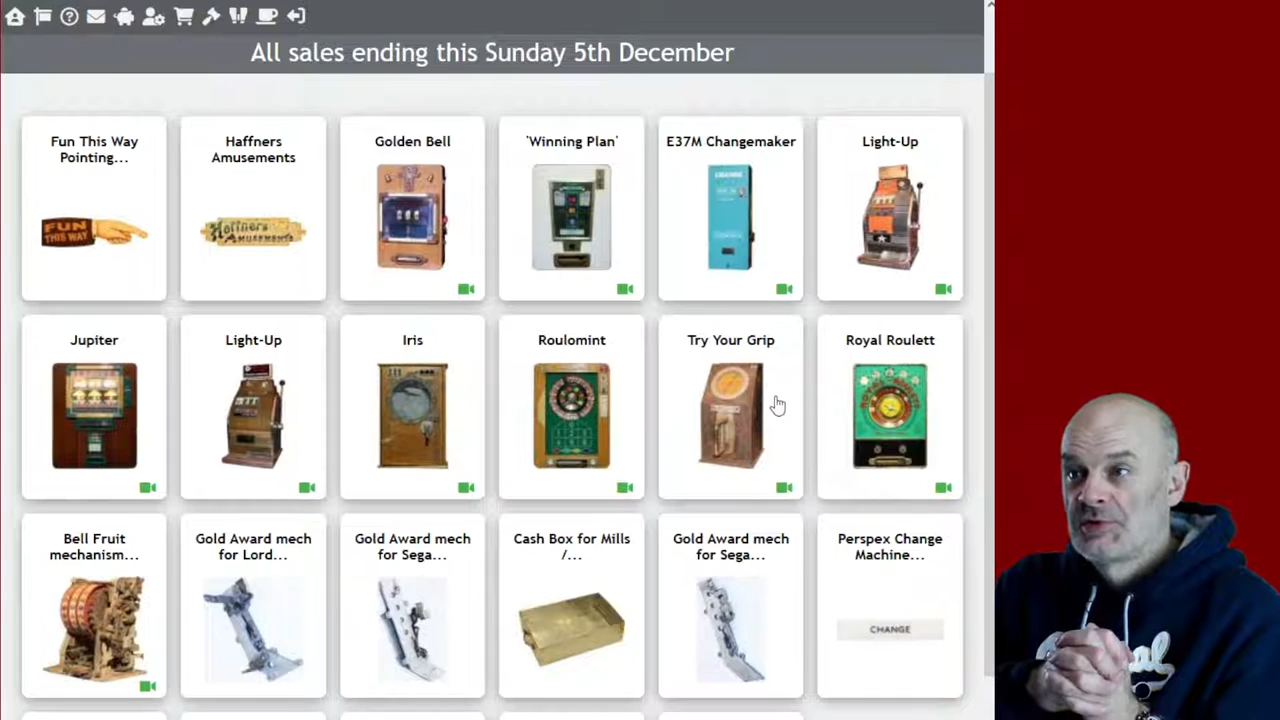 All sales ending this Sunday 5th December
Fun This Way
Pointing...
Haffners
Amusements
Golden Bell
'Winning Plan'
E37M Changemaker
Light-Up
FUN
THIS WAY
Haffners
AMUSEMENTS
CHANGE
Jupiter
Light-Up
Iris
Roulomint
Try Your Grip
Royal Roulett
Bell Fruit
mechanism...
Gold Award mech
for Lord...
Gold Award mech
for Sega...
Cash Box for Mills
/...
Gold Award mech
for Sega...
Perspex Change
Machine...
CHANGE